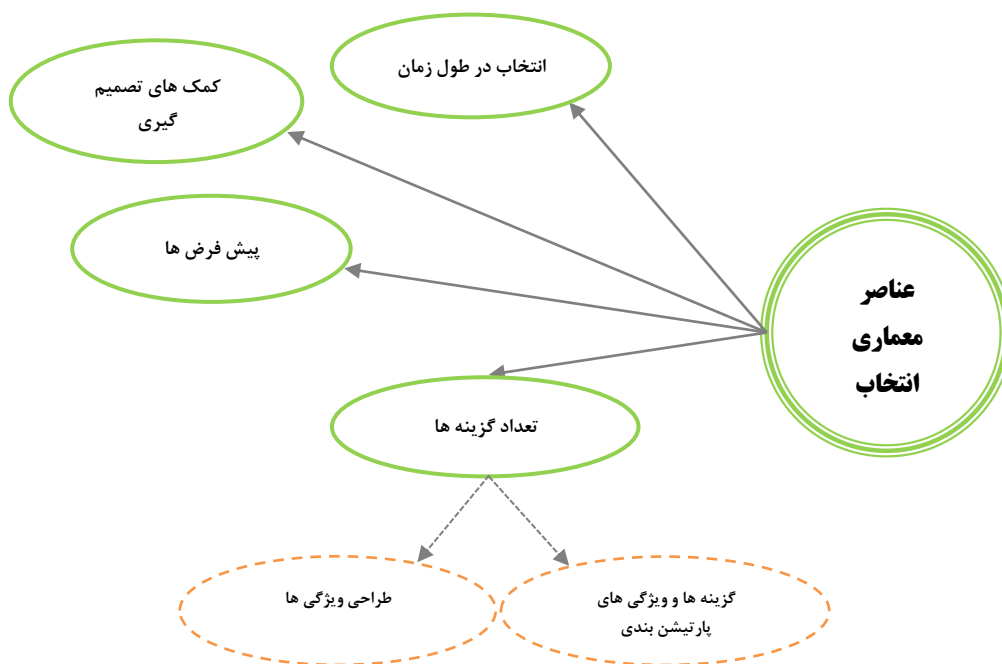 انتخاب در طول زمان
کمک های تصمیم
گیری
پیش فرض ها
عناصر
معماری
انتخاب
تعداد گزینه ها
گزینه ها و ویژگی های
پارتیشن بندی
طراحی ویژگی ها